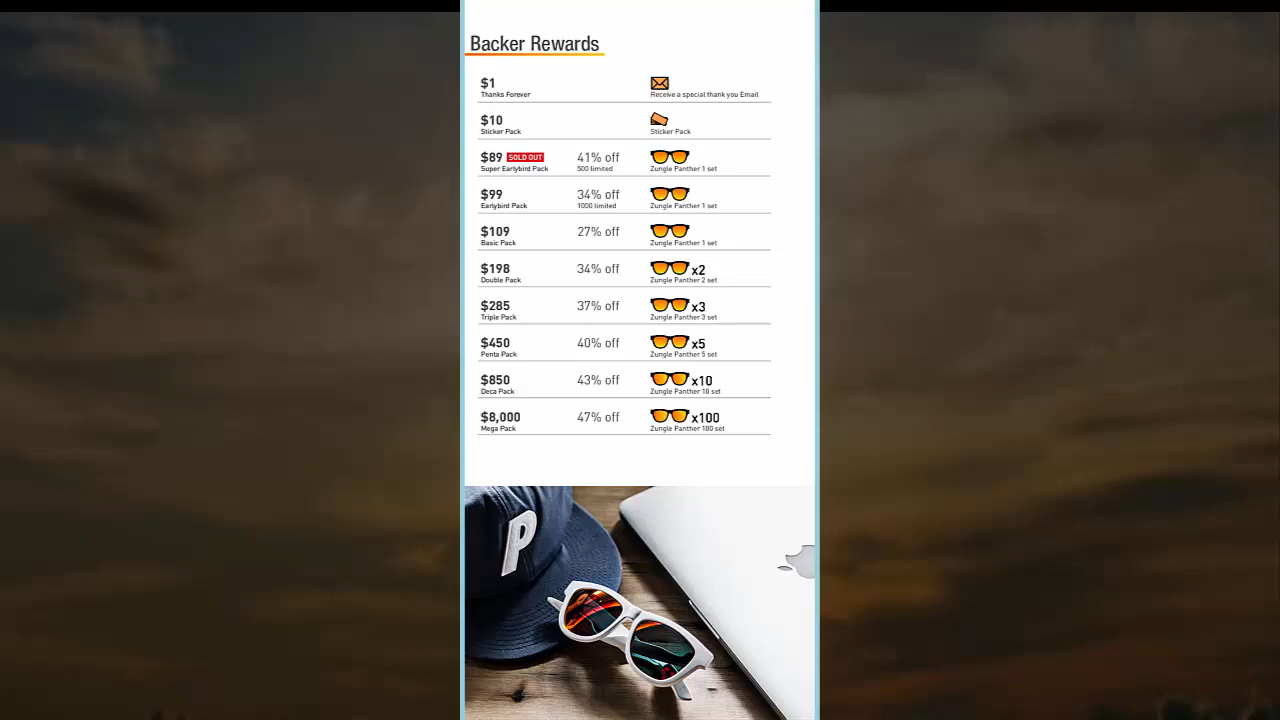 Backer Rewards
$1
Thanks Forever
Receive a special thank you Email
$10
Sticker Pack
Sticker Pack
$89 SOLD OUT 41% off
Super Earlybird Pack 500 limited Zungle Panther 1 set
$99 34% off
Earlybird Pack 1000 limited Zungle Panther 1 set
$109 27% off
Basic Pack Zungle Panther 1 set
$198 34% off x2
Double Pack Zungle Panther 2 set
$285 37% off x3
Triple Pack Zungle Panther 3 set
$450 40% off x5
Penta Pack Zungle Panther 5 set
$850 43% off x10
Deca Pack Zungle Panther 10 set
$8,000 47% off x100
Mega Pack Zungle Panther 100 set
P